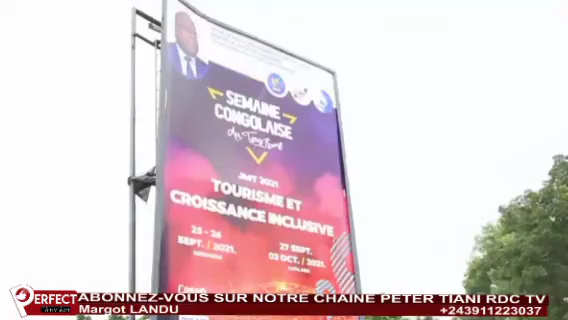 SEMAINE
CONGOLAISE
du Tourisme
JMT 2021
TOURISME ET
CROISSANCE INCLUSIVE
25 - 26
SEPT. / 2021.
27 SEPT.
03 OCT. / 2021.
PERFECT
ABONNEZ-VOUS SUR NOTRE CHAINE PETER TIANI RDC TV
Margot LANDU
+243911223037